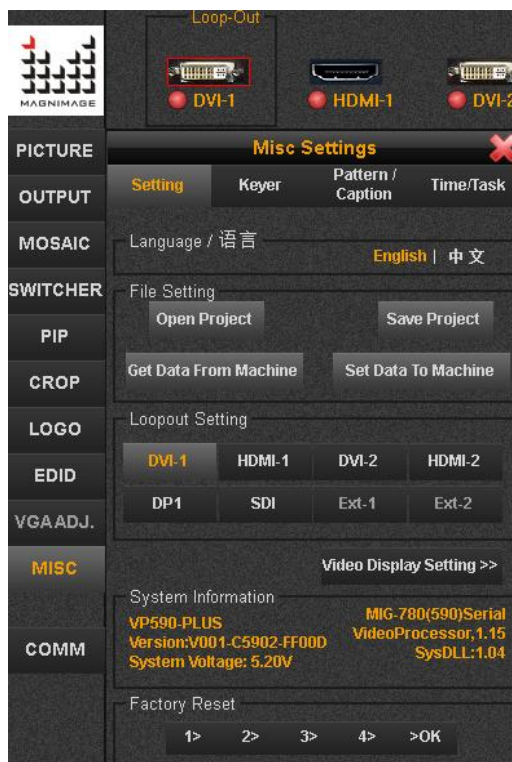 Loop-Out
MAGNIMAGE
DVI-1
HDMI-1
DVI-2
PICTURE
OUTPUT
MOSAIC
SWITCHER
PIP
CROP
LOGO
EDID
VGA ADJ.
MISC
COMM
Misc Settings
Setting
Keyer
Pattern /
Caption
Time/Task
Language / 语言
English | 中文
File Setting
Open Project
Save Project
Get Data From Machine
Set Data To Machine
Loopout Setting
DVI-1
HDMI-1
DVI-2
HDMI-2
DP1
SDI
Ext-1
Ext-2
Video Display Setting >>
System Information
VP590-PLUS
Version:V001-C5902-FF00D
System Voltage: 5.20V
MIG-780(590)Serial
VideoProcessor,1.15
SysDLL:1.04
Factory Reset
1>
2>
3>
4>
>OK